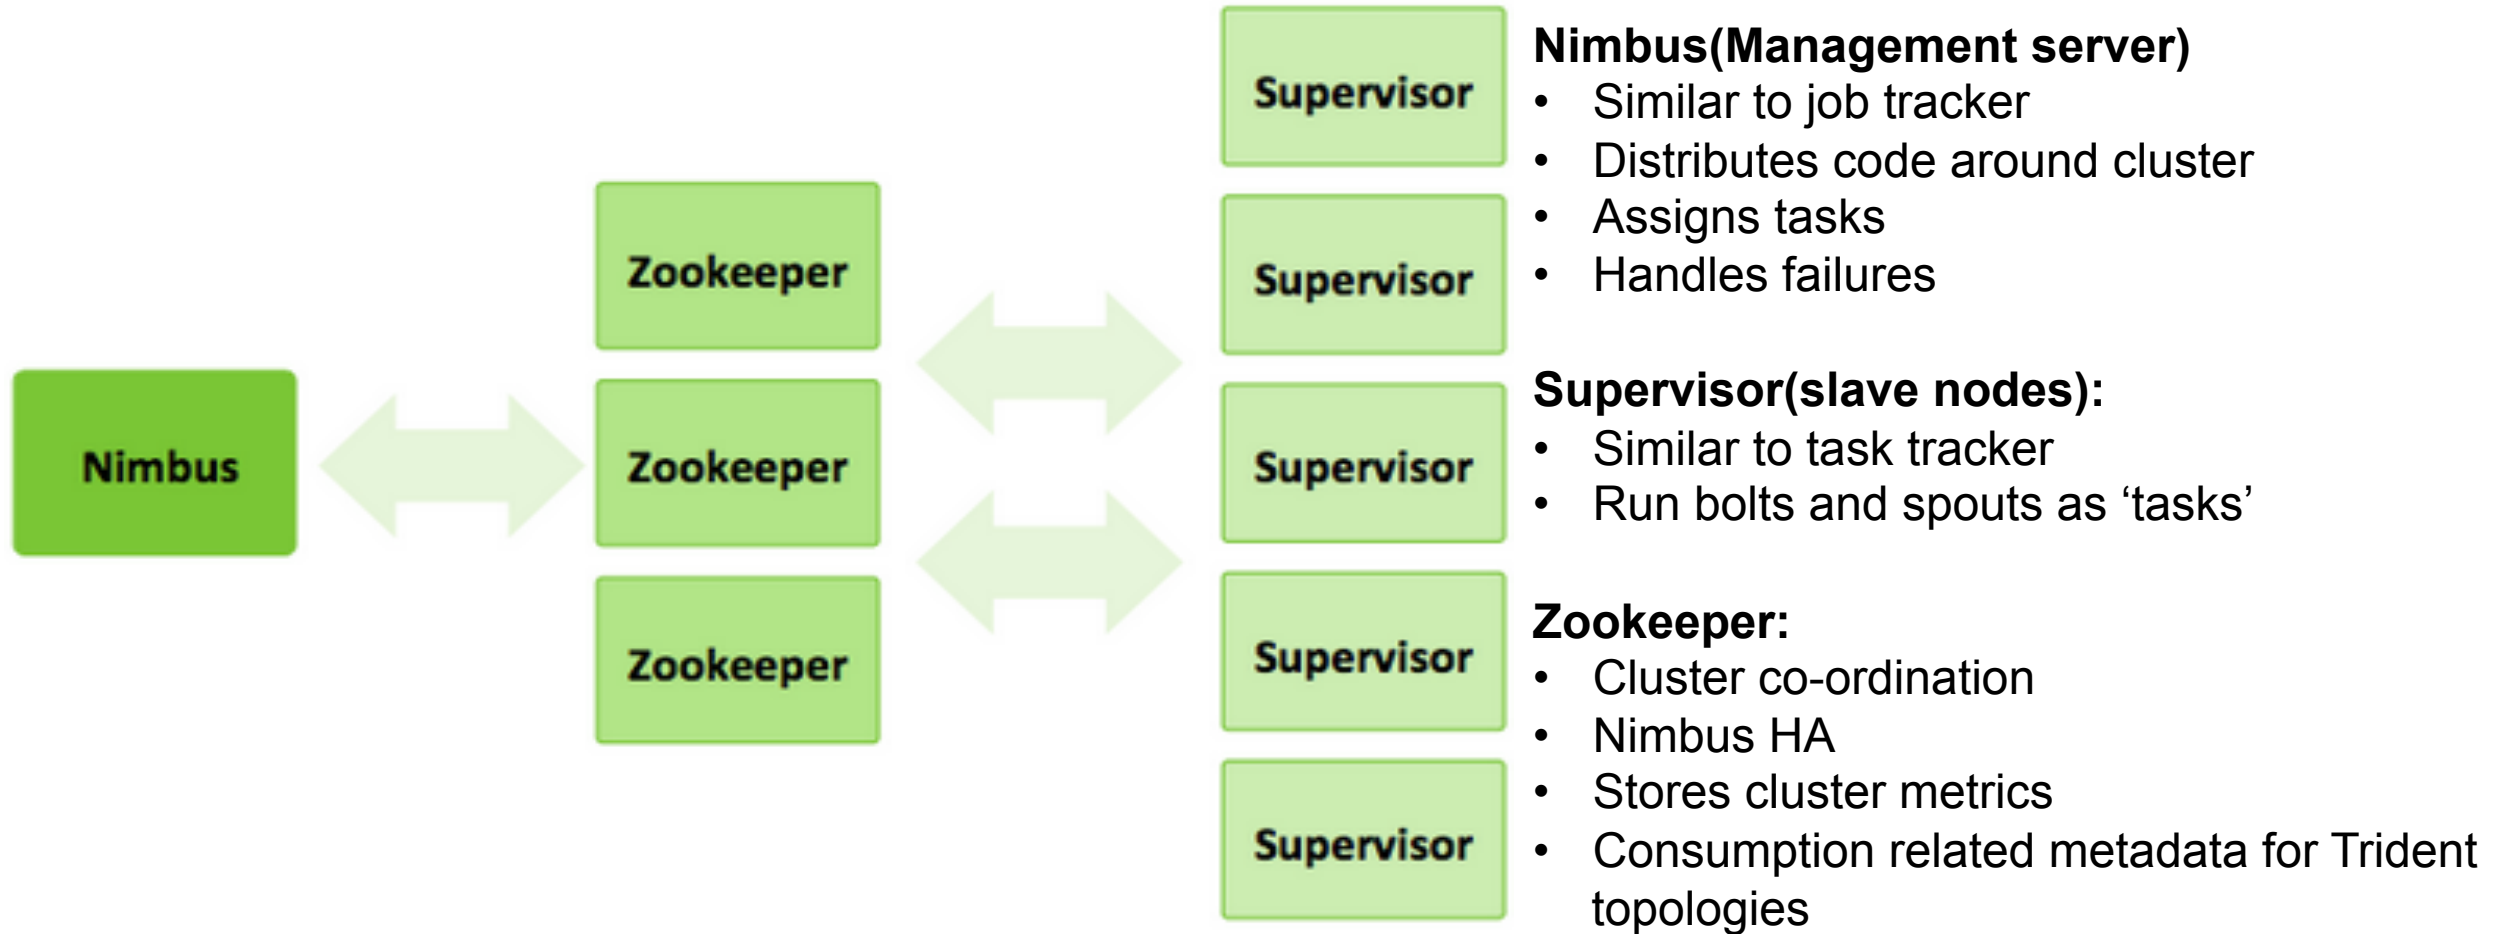 Nimbus
Zookeeper
Zookeeper
Zookeeper
Supervisor
Supervisor
Supervisor
Supervisor
Supervisor
Nimbus(Management server)
• Similar to job tracker
• Distributes code around cluster
• Assigns tasks
• Handles failures
Supervisor(slave nodes):
• Similar to task tracker
• Run bolts and spouts as ‘tasks’
Zookeeper:
• Cluster co-ordination
• Nimbus HA
• Stores cluster metrics
• Consumption related metadata for Trident
topologies